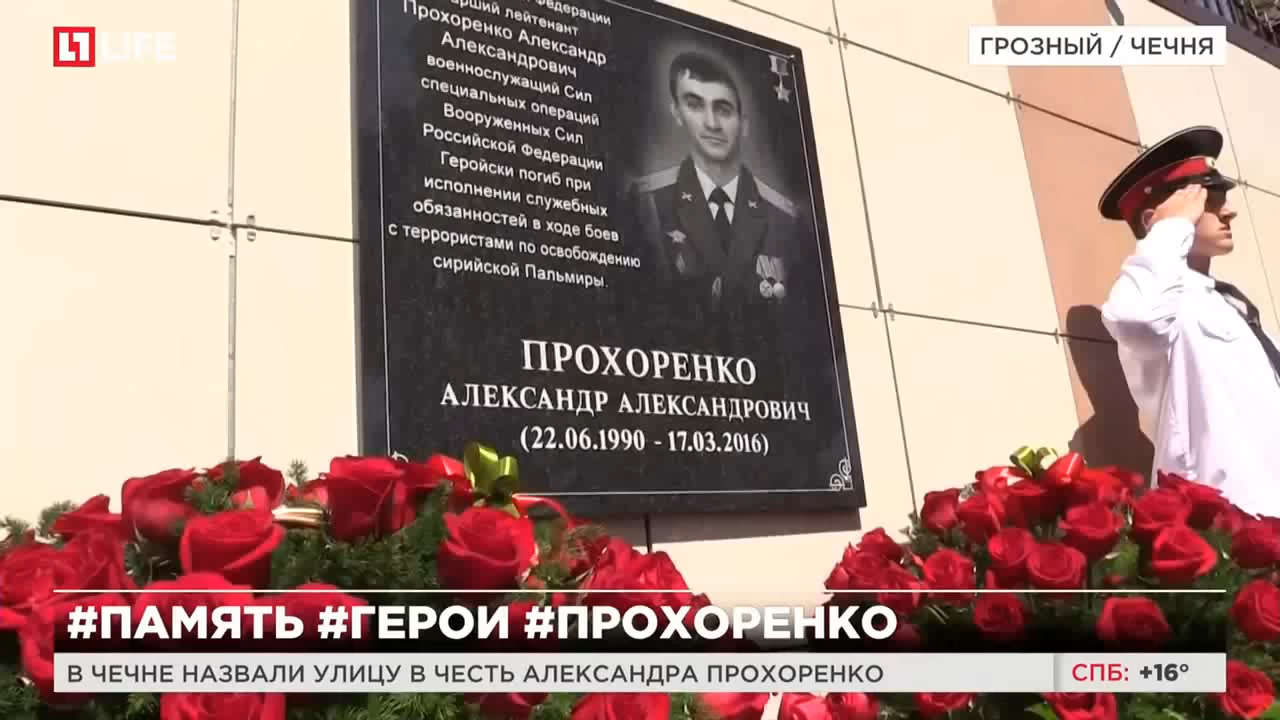 LIFE
ГРОЗНЫЙ / ЧЕЧНЯ
Федерации
лейтенант
Прохоренко Александр
Александрович
военнослужащий Сил
специальных операций
Вооруженных Сил
Российской Федерации
Геройски погиб при
исполнении служебных
обязанностей в ходе боев
с террористами по освобождению
сирийской Пальмиры.
ПРОХОРЕНКО
АЛЕКСАНДР АЛЕКСАНДРОВИЧ
(22.06.1990 - 17.03.2016)
#ПАМЯТЬ #ГЕРОИ #ПРОХОРЕНКО
В ЧЕЧНЕ НАЗВАЛИ УЛИЦУ В ЧЕСТЬ АЛЕКСАНДРА ПРОХОРЕНКО
СПБ: +16°